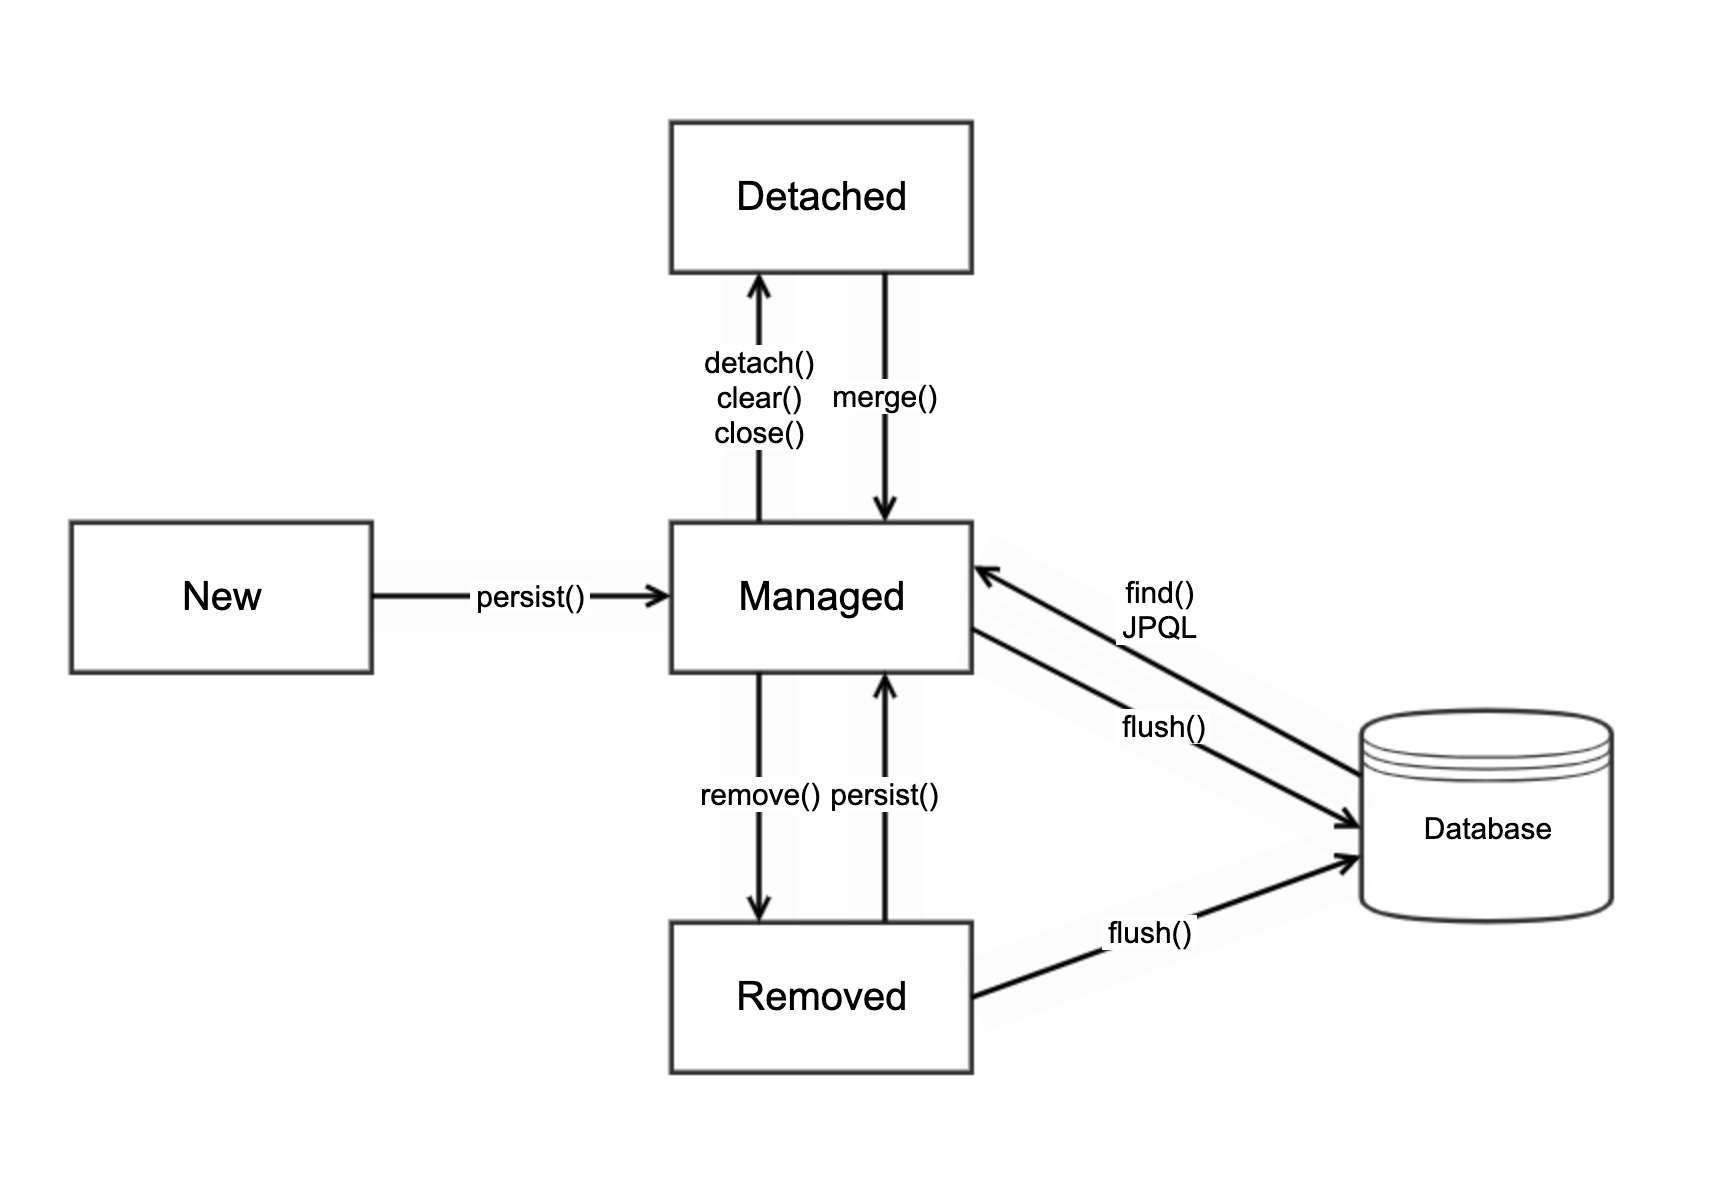 Detached
detach()
clear()
close()
merge()
New
persist()
Managed
find()
JPQL
flush()
remove()
persist()
Database
flush()
Removed